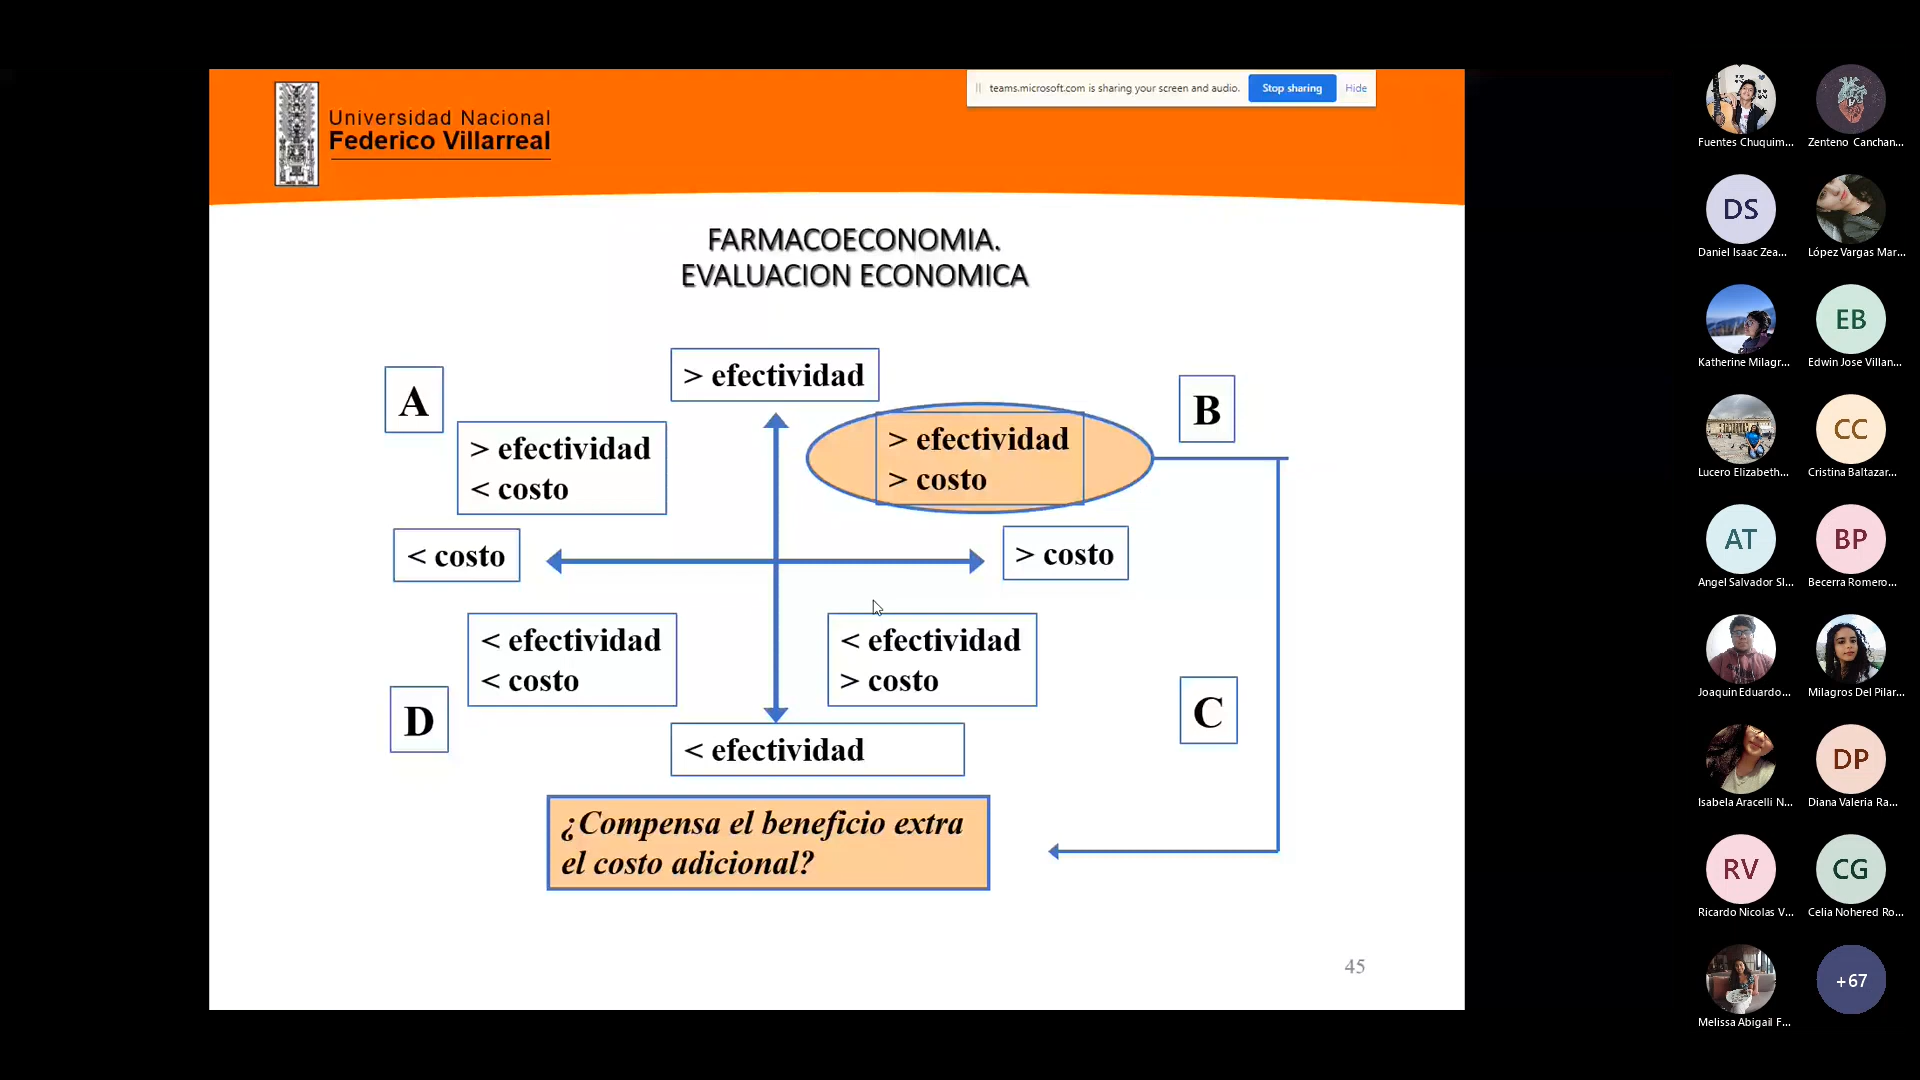 Universidad Nacional
Federico Villarreal
teams.microsoft.com is sharing your screen and audio.
Stop sharing
Hide
FARMACOECONOMIA.
EVALUACION ECONOMICA
A
> efectividad
B
> efectividad
< costo
> efectividad
> costo
< costo
> costo
< efectividad
< costo
< efectividad
> costo
D
C
< efectividad
¿Compensa el beneficio extra
el costo adicional?
45
Fuentes Chuquim...
Zenteno Canchan...
DS
Daniel Isaac Zea...
López Vargas Mar...
Katherine Milagr...
EB
Edwin Jose Villan...
Lucero Elizabeth...
CC
Cristina Baltazar...
AT
Angel Salvador Sl...
BP
Becerra Romero...
Joaquin Eduardo...
Milagros Del Pilar...
Isabela Aracelli N...
DP
Diana Valeria Ra...
RV
Ricardo Nicolas V...
CG
Celia Nohered Ro...
Melissa Abigail F...
+67